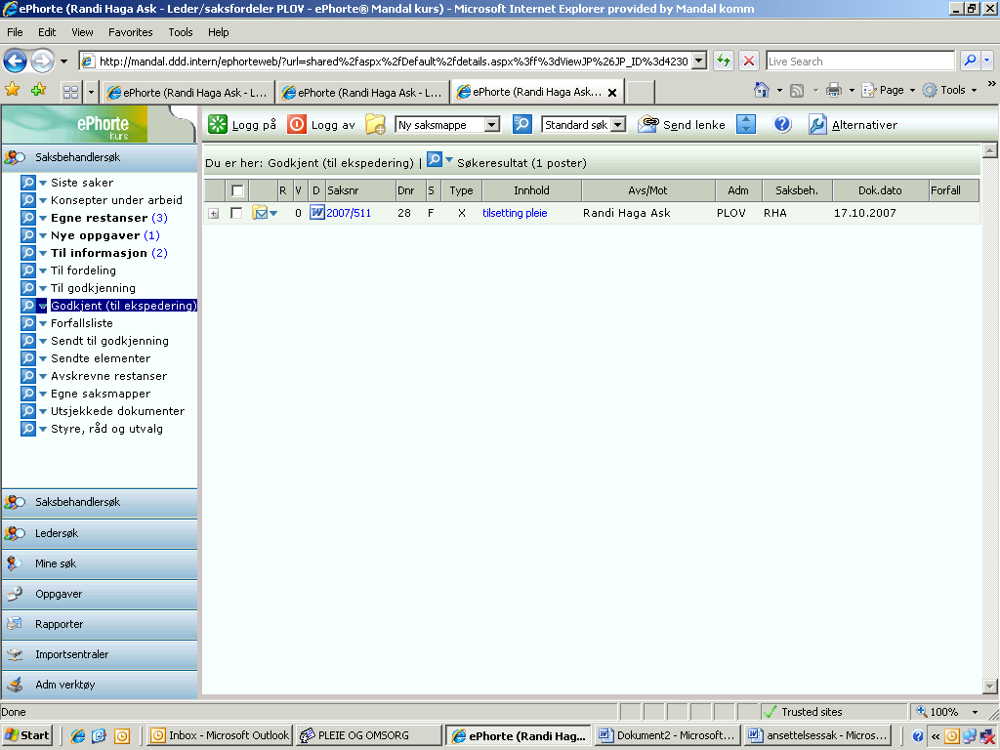 ePhorte (Randi Haga Ask - Leder/saksfordeler PLOV - ePhorte® Mandal kurs) - Microsoft Internet Explorer provided by Mandal komm
File Edit View Favorites Tools Help
http://mandal.ddd.intern/ephorteweb/?url=shared%2faspx%2fDefault%2fdetails.aspx%3ff%3dViewJP%26JP_ID%3d4230 Live Search
ePhorte (Randi Haga Ask - L... ePhorte (Randi Haga Ask - L... ePhorte (Randi Haga Ask... Page Tools »
ePhorte Kurs
Logg på Logg av Ny saksmappe Standard søk Send lenke Alternativer
Saksbehandlersøk
Siste saker
Konsepter under arbeid
Egne restanser (3)
Nye oppgaver (1)
Til informasjon (2)
Til fordeling
Til godkjenning
Godkjent (til ekspedering)
Forfallsliste
Sendt til godkjenning
Sendte elementer
Avskrevne restanser
Egne saksmapper
Utsjekkede dokumenter
Styre, råd og utvalg
Saksbehandlersøk
Ledersøk
Mine søk
Oppgaver
Rapporter
Importsentraler
Adm verktøy
Du er her: Godkjent (til ekspedering) | Søkeresultat (1 poster)
R V D Saksnr Dnr S Type Innhold Avs/Mot Adm Saksbeh. Dok.dato Forfall
0 2007/511 28 F X tilsetting pleie Randi Haga Ask PLOV RHA 17.10.2007
Done Trusted sites 100%
Start Inbox - Microsoft Outlook PLEIE OG OMSORG ePhorte (Randi Hag... Dokument2 - Microsoft... ansettelsessak - Micros... «